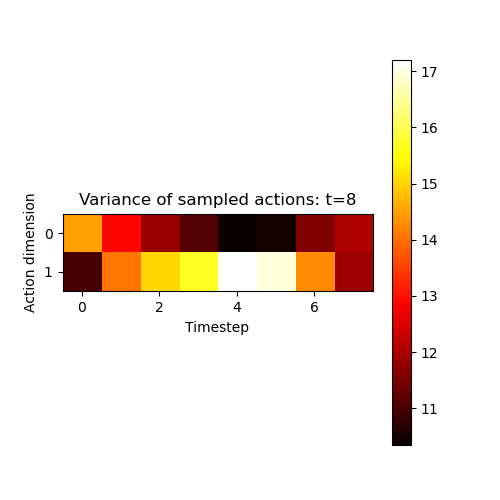 Variance of sampled actions: t=8
Action dimension
0
1
0 2 4 6
Timestep
17
16
15
14
13
12
11